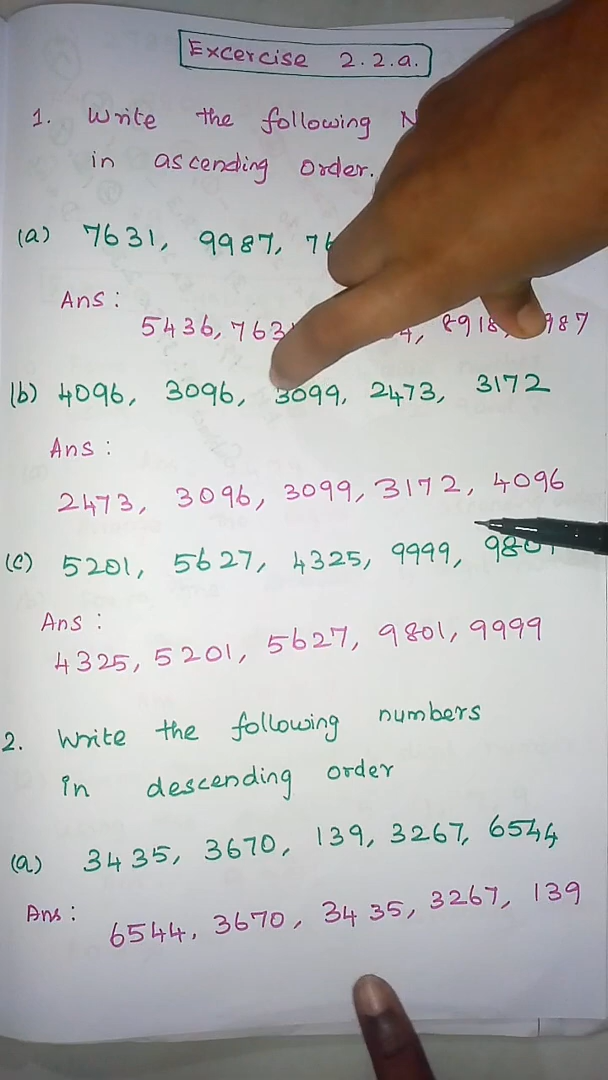 Excercise 2.2.a.
1. Write the following
in ascending order.
(a) 7631, 9987,
Ans :
5436, 8918,
(b) 4096, 3096, 3099, 2473, 3172
Ans :
2473, 3096, 3099, 3172, 4096
(c) 5201, 5627, 4325, 9999,
Ans :
4325, 5201, 5627, 9801, 9999
2. Write the following numbers
in descending order
(a) 3435, 3670, 139, 3267, 6544
Ans :
6544, 3670, 3435, 3267, 139